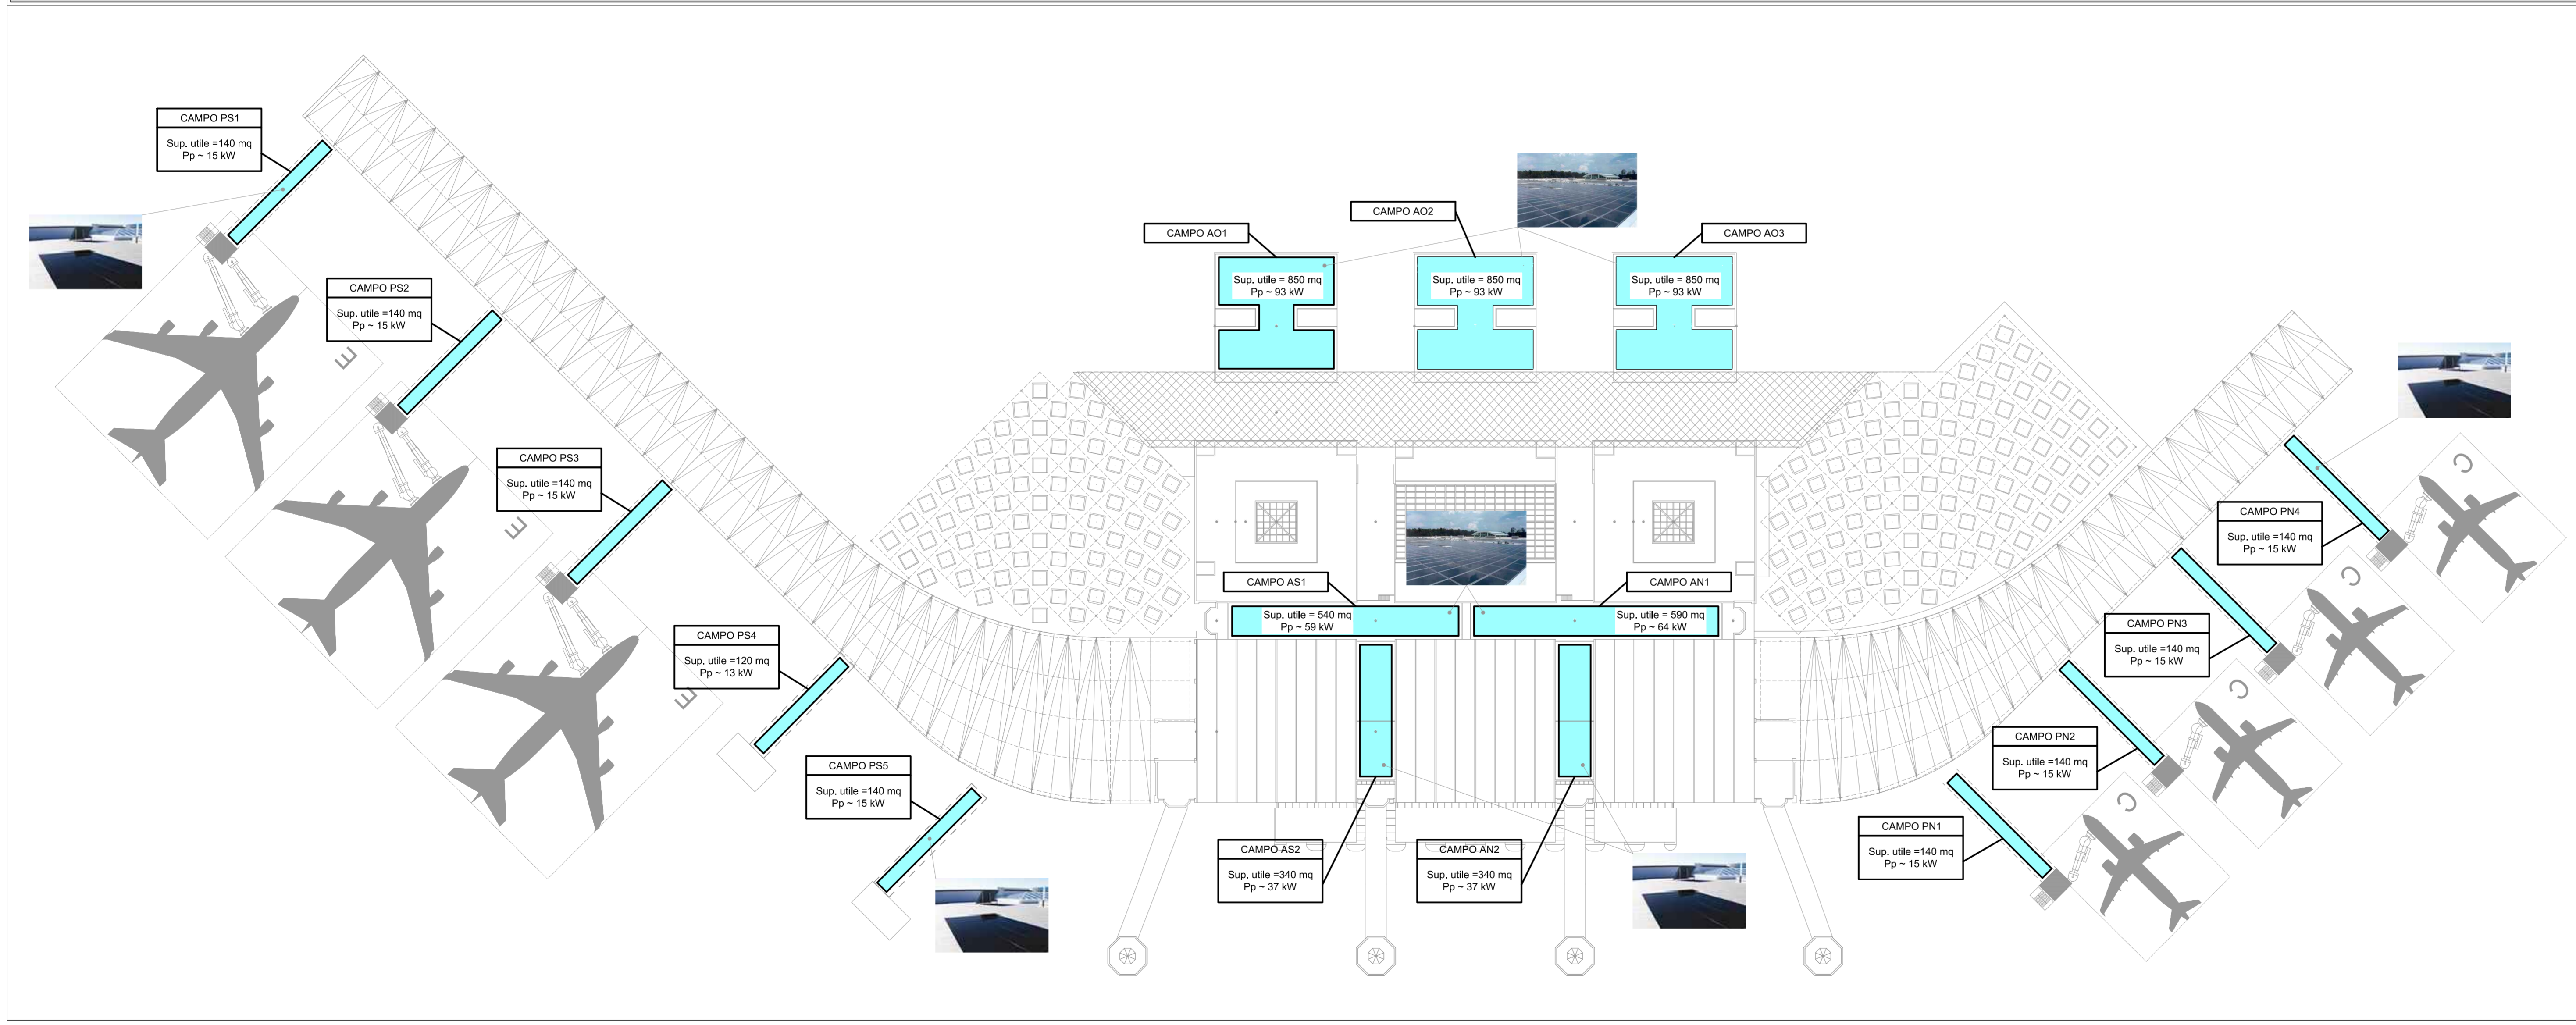 CAMPO PS1
Sup. utile =140 mq
Pp ~ 15 kW
CAMPO PS2
Sup. utile =140 mq
Pp ~ 15 kW
CAMPO PS3
Sup. utile =140 mq
Pp ~ 15 kW
CAMPO PS4
Sup. utile =120 mq
Pp ~ 13 kW
CAMPO PS5
Sup. utile =140 mq
Pp ~ 15 kW
E
E
E
CAMPO AO1
Sup. utile = 850 mq
Pp ~ 93 kW
CAMPO AO2
Sup. utile = 850 mq
Pp ~ 93 kW
CAMPO AO3
Sup. utile = 850 mq
Pp ~ 93 kW
CAMPO AS1
Sup. utile = 540 mq
Pp ~ 59 kW
CAMPO AN1
Sup. utile = 590 mq
Pp ~ 64 kW
CAMPO AS2
Sup. utile =340 mq
Pp ~ 37 kW
CAMPO AN2
Sup. utile =340 mq
Pp ~ 37 kW
CAMPO PN4
Sup. utile =140 mq
Pp ~ 15 kW
CAMPO PN3
Sup. utile =140 mq
Pp ~ 15 kW
CAMPO PN2
Sup. utile =140 mq
Pp ~ 15 kW
CAMPO PN1
Sup. utile =140 mq
Pp ~ 15 kW
C
C
C
C